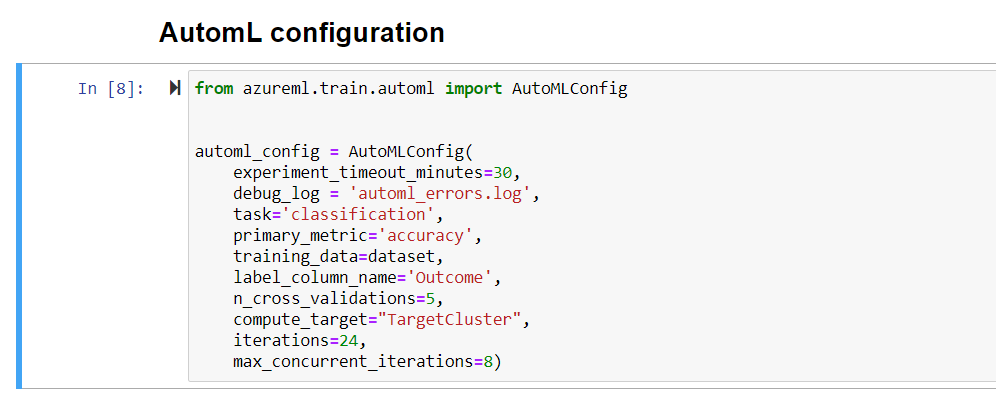 AutomL configuration
In [8]:
from azureml.train.automl import AutoMLConfig
automl_config = AutoMLConfig(
experiment_timeout_minutes=30,
debug_log = 'automl_errors.log',
task='classification',
primary_metric='accuracy',
training_data=dataset,
label_column_name='Outcome',
n_cross_validations=5,
compute_target="TargetCluster",
iterations=24,
max_concurrent_iterations=8)